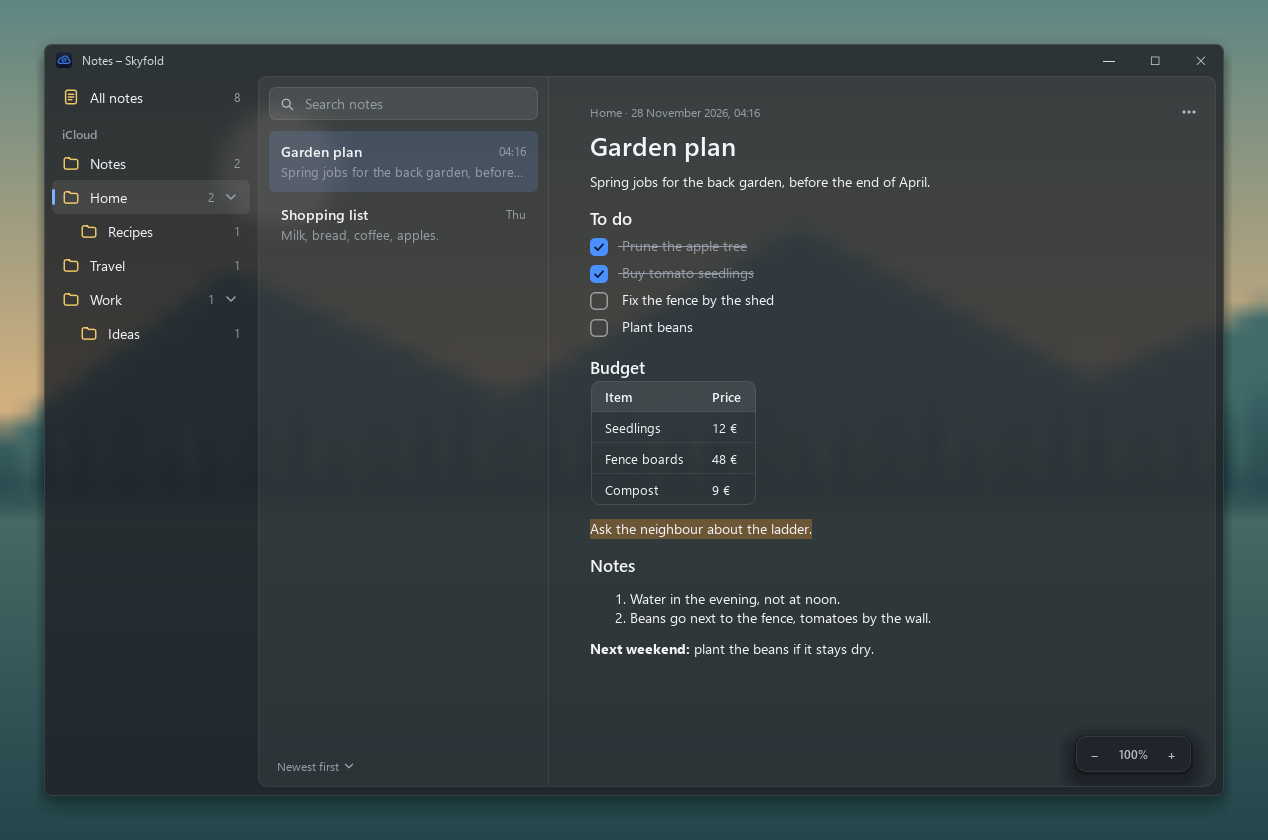 Notes – Skyfold
All notes 8
iCloud
Notes 2
Home 2
Recipes 1
Travel 1
Work 1
Ideas 1
Search notes
Garden plan 04:16
Spring jobs for the back garden, before...
Shopping list Thu
Milk, bread, coffee, apples.
Newest first
Home · 28 November 2026, 04:16
Garden plan
Spring jobs for the back garden, before the end of April.
To do
Prune the apple tree
Buy tomato seedlings
Fix the fence by the shed
Plant beans
Budget
Item Price
Seedlings 12 €
Fence boards 48 €
Compost 9 €
Ask the neighbour about the ladder.
Notes
1. Water in the evening, not at noon.
2. Beans go next to the fence, tomatoes by the wall.
Next weekend: plant the beans if it stays dry.
– 100% +